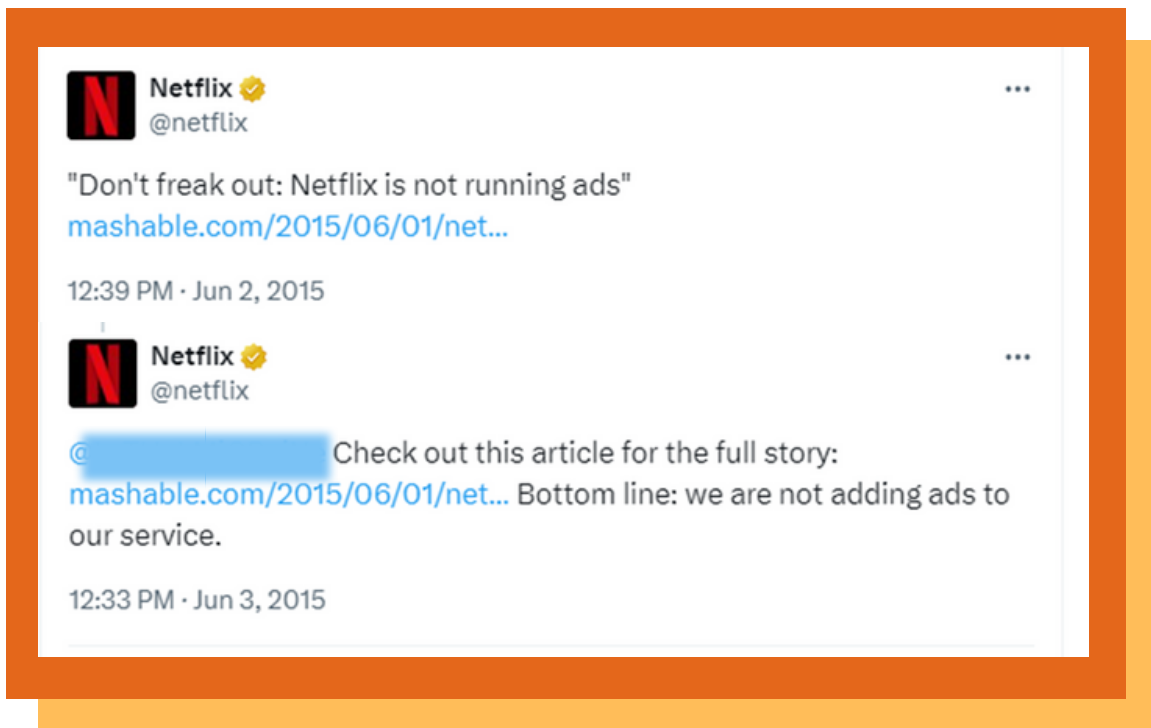 Netflix
@netflix
"Don't freak out: Netflix is not running ads"
mashable.com/2015/06/01/net...
12:39 PM · Jun 2, 2015
Netflix
@netflix
@ Check out this article for the full story:
mashable.com/2015/06/01/net... Bottom line: we are not adding ads to
our service.
12:33 PM · Jun 3, 2015